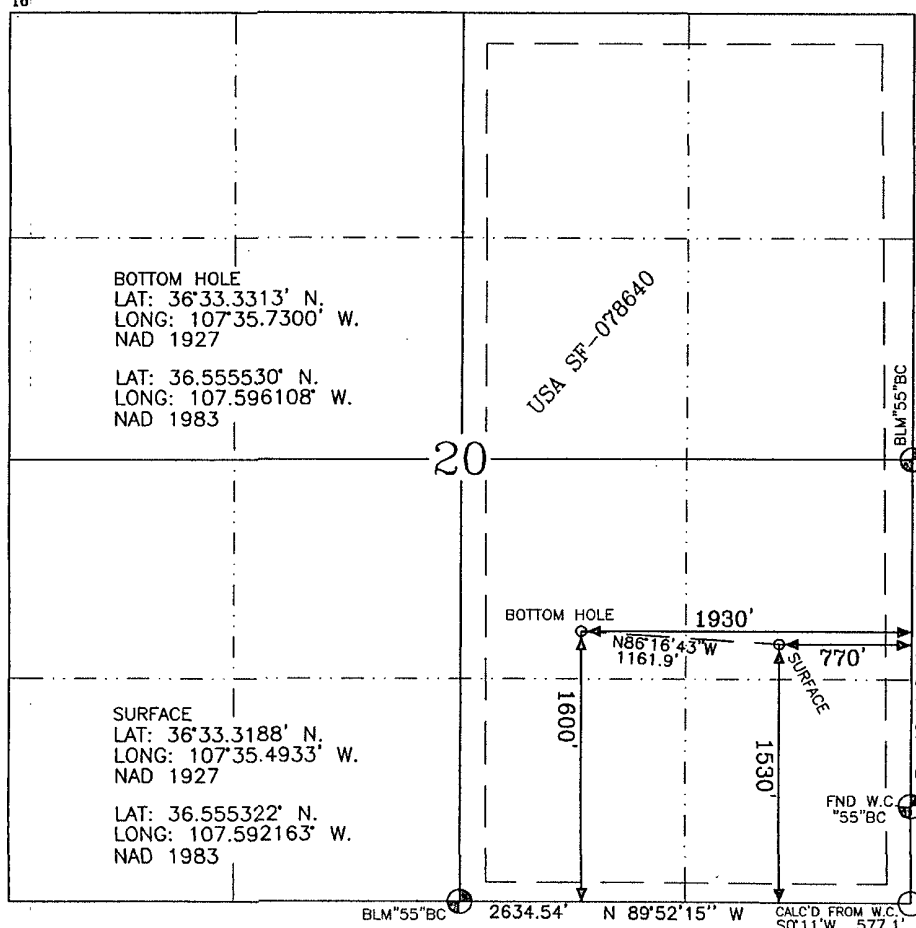 16
BOTTOM HOLE
LAT: 36°33.3313' N.
LONG: 107°35.7300' W.
NAD 1927
LAT: 36.555530° N.
LONG: 107.596108° W.
NAD 1983
USA SF-078640
BLM"55"BC
20
BOTTOM HOLE
1930'
N86°16'43"W
1161.9'
770'
SURFACE
1600'
1530'
SURFACE
LAT: 36°33.3188' N.
LONG: 107°35.4933' W.
NAD 1927
LAT: 36.555322° N.
LONG: 107.592163° W.
NAD 1983
FND W.C.
"55"BC
BLM"55"BC
2634.54'
N 89°52'15" W
CALC'D FROM W.C.
S0°11'W 577.1'